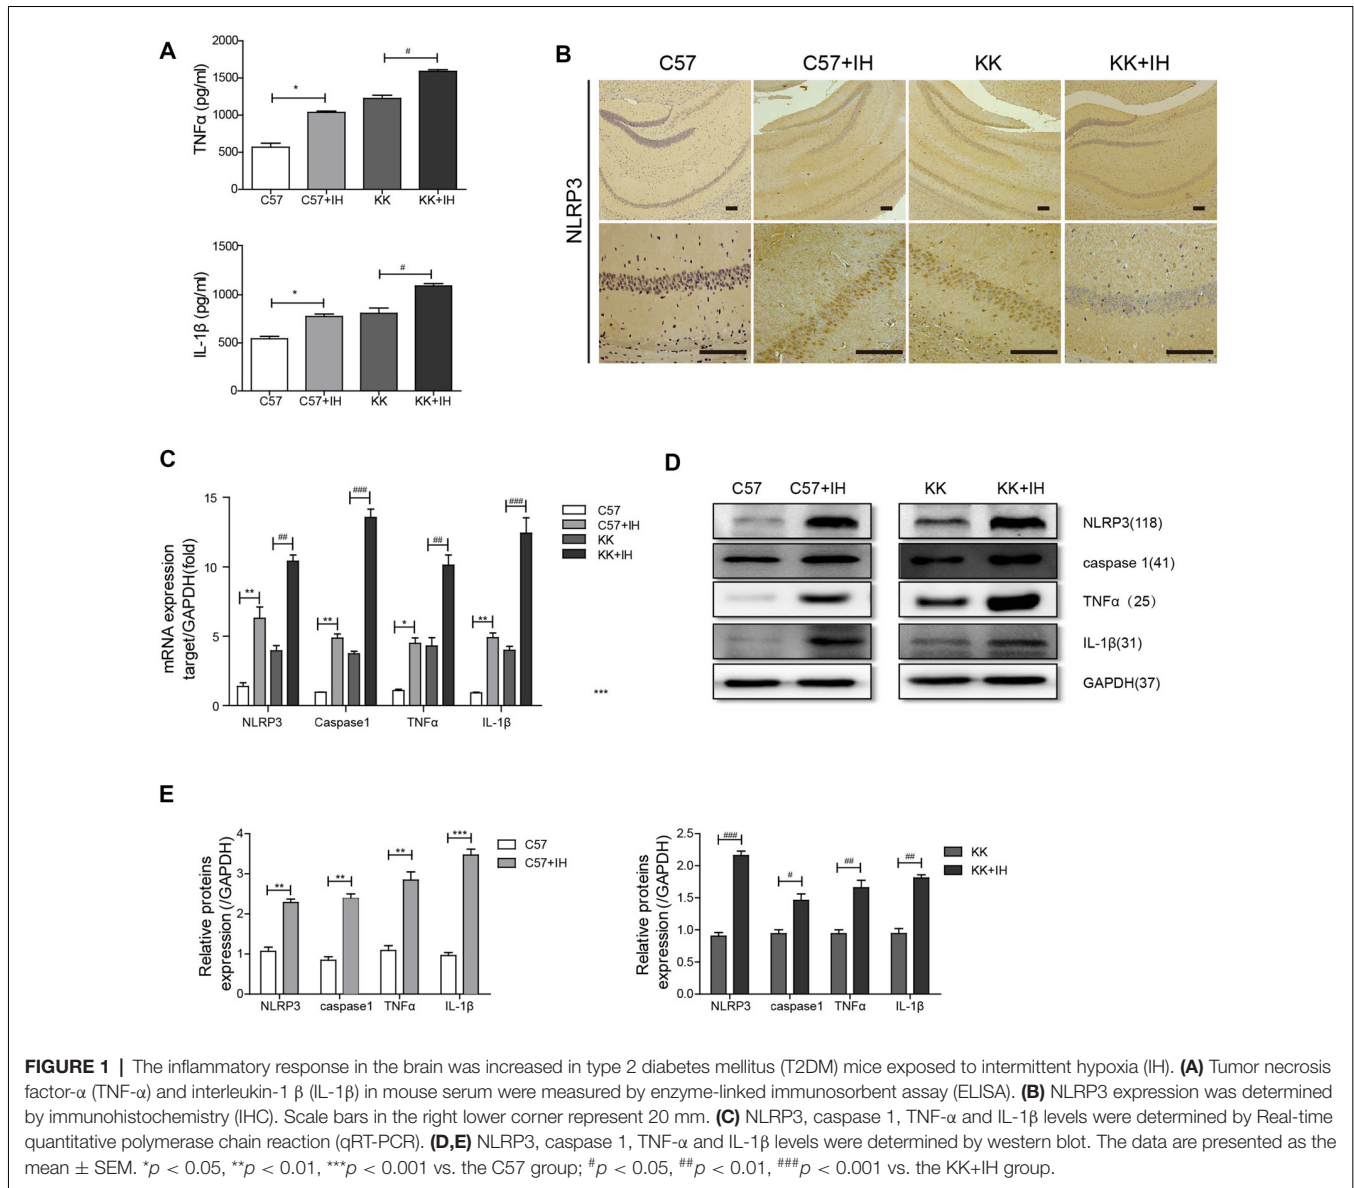 A
TNFα (pg/ml)
2000
1500
1000
500
0
*
#
C57
C57+IH
KK
KK+IH
IL-1β (pg/ml)
1500
1000
500
0
*
#
C57
C57+IH
KK
KK+IH
B
C57
C57+IH
KK
KK+IH
NLRP3
C
mRNA expression
target/GAPDH(fold)
15
10
5
0
**
##
**
###
*
##
**
###
NLRP3
Caspase1
TNFα
IL-1β
C57
C57+IH
KK
KK+IH
***
D
C57
C57+IH
KK
KK+IH
NLRP3(118)
caspase 1(41)
TNFα（25）
IL-1β(31)
GAPDH(37)
E
Relative proteins
expression (/GAPDH)
4
3
2
1
0
**
**
**
***
NLRP3
caspase1
TNFα
IL-1β
C57
C57+IH
Relative proteins
expression (/GAPDH)
2.5
2.0
1.5
1.0
0.5
0.0
###
#
##
##
NLRP3
caspase1
TNFα
IL-1β
KK
KK+IH
FIGURE 1 | The inflammatory response in the brain was increased in type 2 diabetes mellitus (T2DM) mice exposed to intermittent hypoxia (IH). (A) Tumor necrosis
factor-α (TNF-α) and interleukin-1 β (IL-1β) in mouse serum were measured by enzyme-linked immunosorbent assay (ELISA). (B) NLRP3 expression was determined
by immunohistochemistry (IHC). Scale bars in the right lower corner represent 20 mm. (C) NLRP3, caspase 1, TNF-α and IL-1β levels were determined by Real-time
quantitative polymerase chain reaction (qRT-PCR). (D,E) NLRP3, caspase 1, TNF-α and IL-1β levels were determined by western blot. The data are presented as the
mean ± SEM. *p < 0.05, **p < 0.01, ***p < 0.001 vs. the C57 group; #p < 0.05, ##p < 0.01, ###p < 0.001 vs. the KK+IH group.